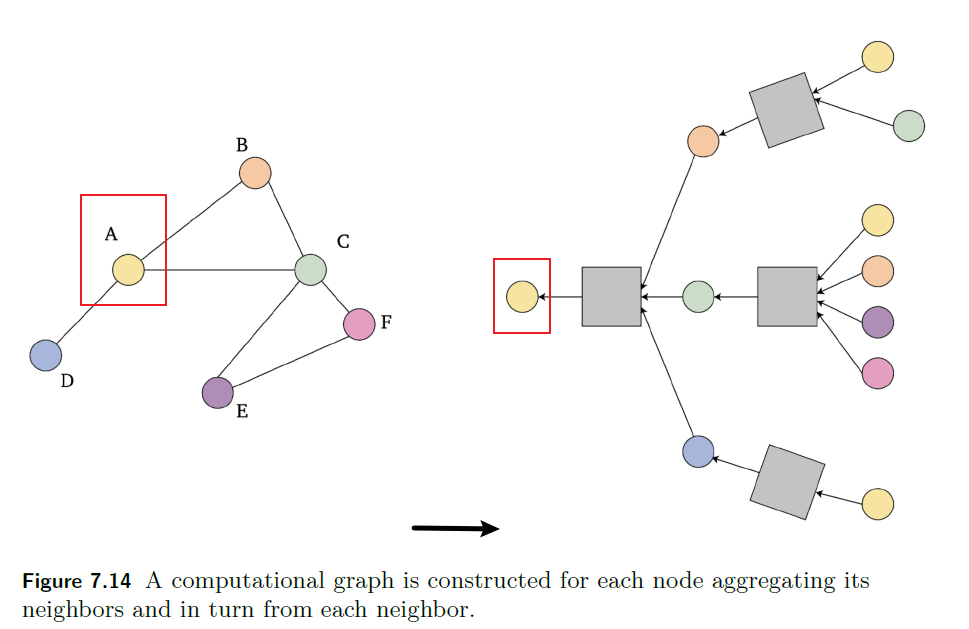 B
A
C
F
D
E
Figure 7.14 A computational graph is constructed for each node aggregating its
neighbors and in turn from each neighbor.